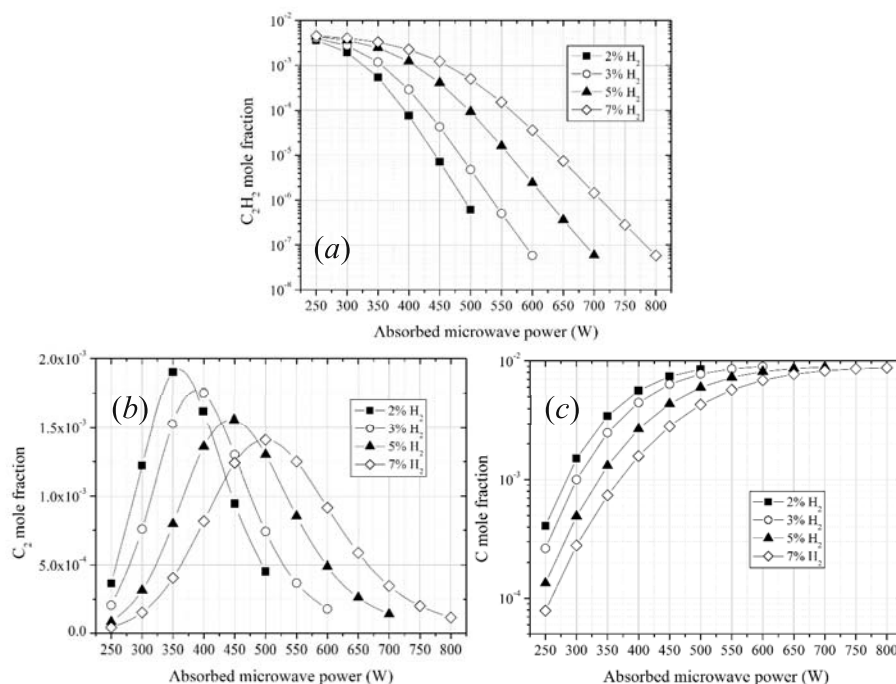 10⁻²
10⁻³
10⁻⁴
10⁻⁵
10⁻⁶
10⁻⁷
10⁻⁸
C₂H₂ mole fraction
2% H₂
3% H₂
5% H₂
7% H₂
(a)
250 300 350 400 450 500 550 600 650 700 750 800
Absorbed microwave power (W)
2.0x10⁻³
1.5x10⁻³
1.0x10⁻³
5.0x10⁻⁴
0.0
C₂ mole fraction
(b)
2% H₂
3% H₂
5% H₂
7% H₂
250 300 350 400 450 500 550 600 650 700 750 800
Absorbed microwave power (W)
10⁻²
10⁻³
10⁻⁴
C mole fraction
(c)
2% H₂
3% H₂
5% H₂
7% H₂
250 300 350 400 450 500 550 600 650 700 750 800
Absorbed microwave power (W)